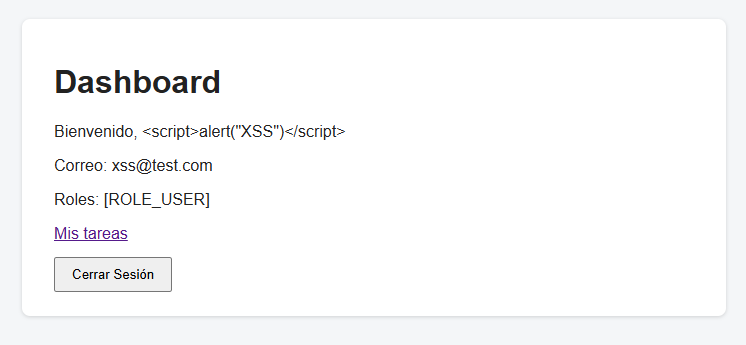 Dashboard
Bienvenido, <script>alert("XSS")</script>
Correo: xss@test.com
Roles: [ROLE_USER]
Mis tareas
Cerrar Sesión